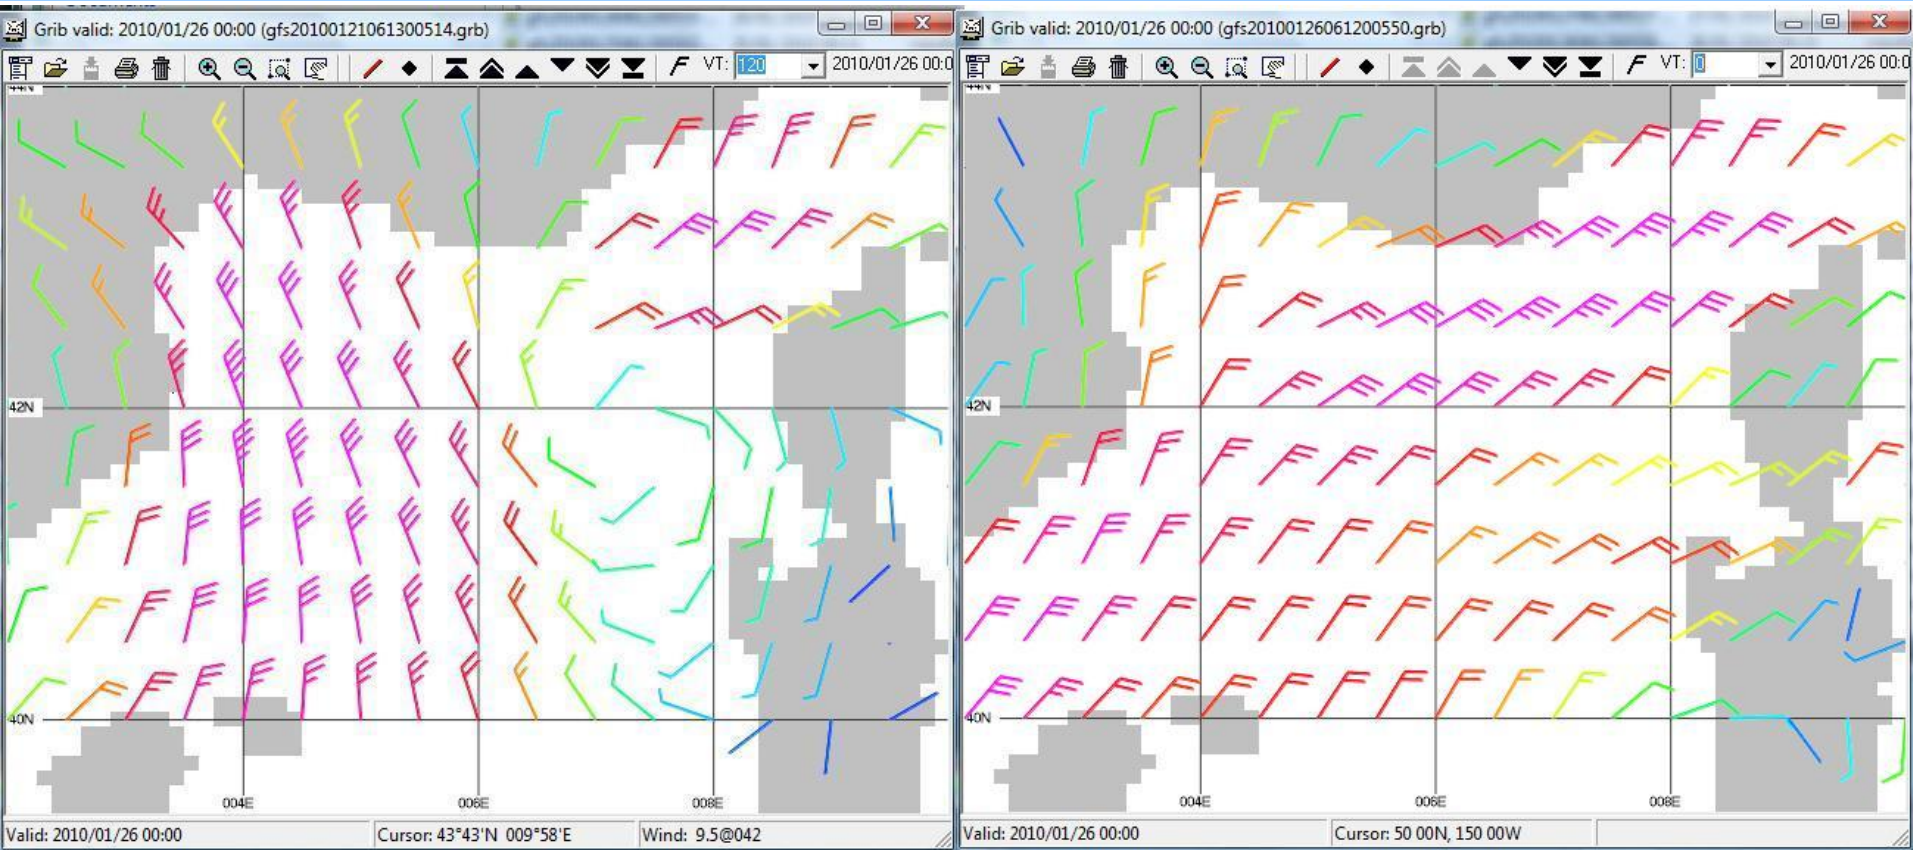 Grib valid: 2010/01/26 00:00 (gfs20100121061300514.grb)
VT: 120 2010/01/26 00:0
44N
42N
40N
004E 006E 008E
Valid: 2010/01/26 00:00 Cursor: 43°43'N 009°58'E Wind: 9.5@042
Grib valid: 2010/01/26 00:00 (gfs20100126061200550.grb)
VT: 0 2010/01/26 00:0
44N
42N
40N
004E 006E 008E
Valid: 2010/01/26 00:00 Cursor: 50 00N, 150 00W